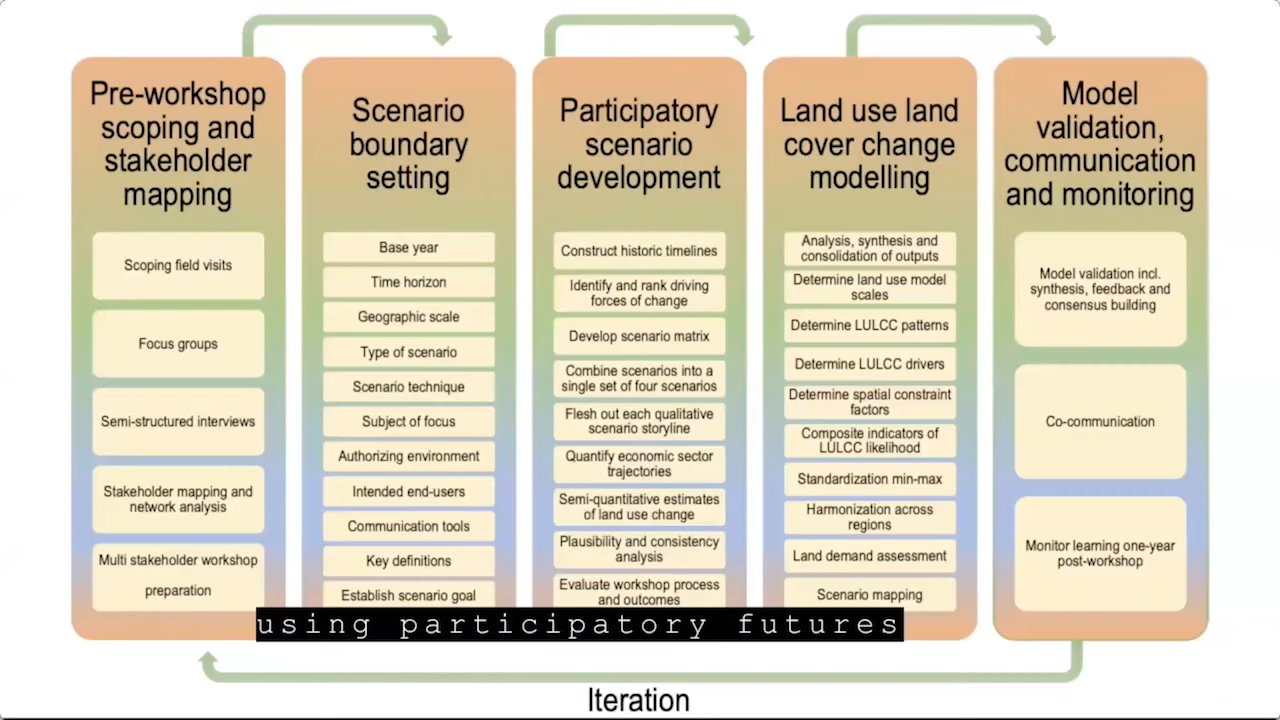 Pre-workshop
scoping and
stakeholder
mapping
Scoping field visits
Focus groups
Semi-structured interviews
Stakeholder mapping and
network analysis
Multi stakeholder workshop
preparation
Scenario
boundary
setting
Base year
Time horizon
Geographic scale
Type of scenario
Scenario technique
Subject of focus
Authorizing environment
Intended end-users
Communication tools
Key definitions
Establish scenario goal
Participatory
scenario
development
Construct historic timelines
Identify and rank driving
forces of change
Develop scenario matrix
Combine scenarios into a
single set of four scenarios
Flesh out each qualitative
scenario storyline
Quantify economic sector
trajectories
Semi-quantitative estimates
of land use change
Plausibility and consistency
analysis
Evaluate workshop process
and outcomes
Land use land
cover change
modelling
Analysis, synthesis and
consolidation of outputs
Determine land use model
scales
Determine LULCC patterns
Determine LULCC drivers
Determine spatial constraint
factors
Composite indicators of
LULCC likelihood
Standardization min-max
Harmonization across
regions
Land demand assessment
Scenario mapping
Model
validation,
communication
and monitoring
Model validation incl.
synthesis, feedback and
consensus building
Co-communication
Monitor learning one-year
post-workshop
using participatory futures
Iteration